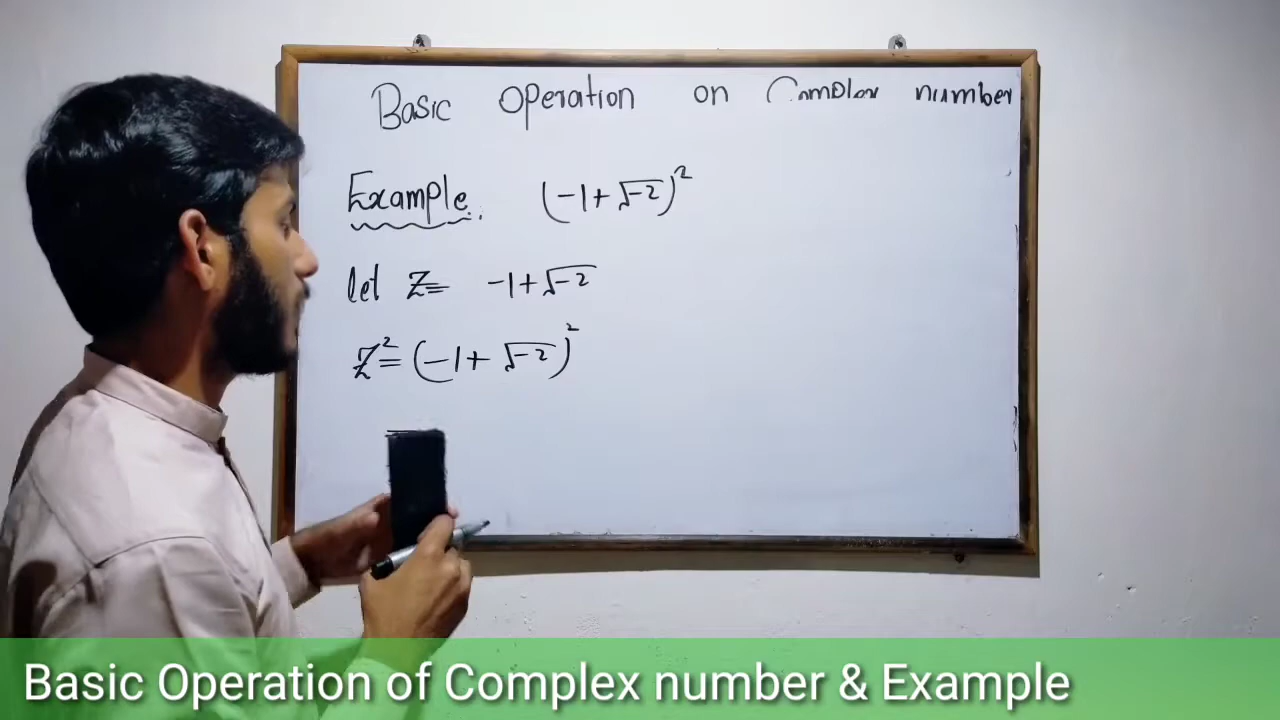 Basic Operation on Complex number
Example:. (-1+√-2)²
let Z= -1+√-2
Z²=(-1+√-2)²
Basic Operation of Complex number & Example